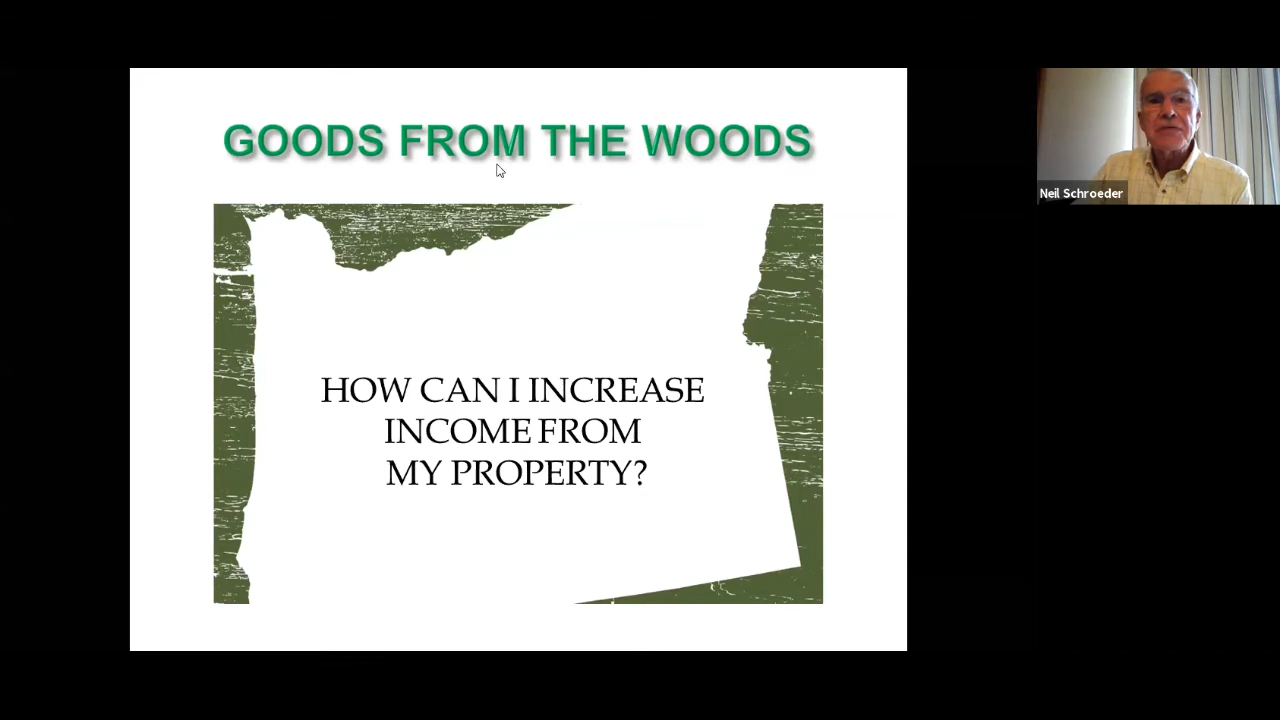 GOODS FROM THE WOODS
HOW CAN I INCREASE
INCOME FROM
MY PROPERTY?
Neil Schroeder